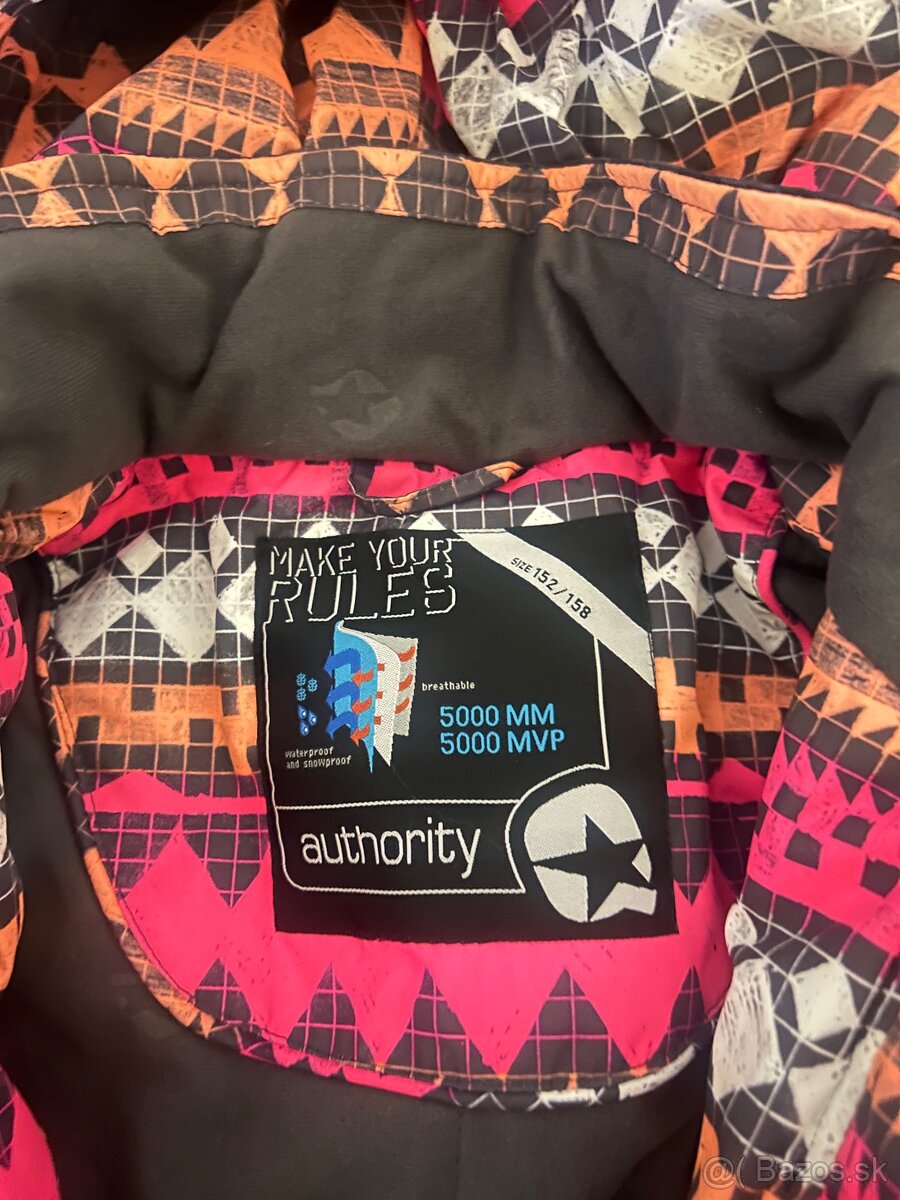 MAKE YOUR
RULES
SIZE 152/158
breathable
5000 MM
5000 MVP
waterproof
and snowproof
authority
@( Bazos.sk